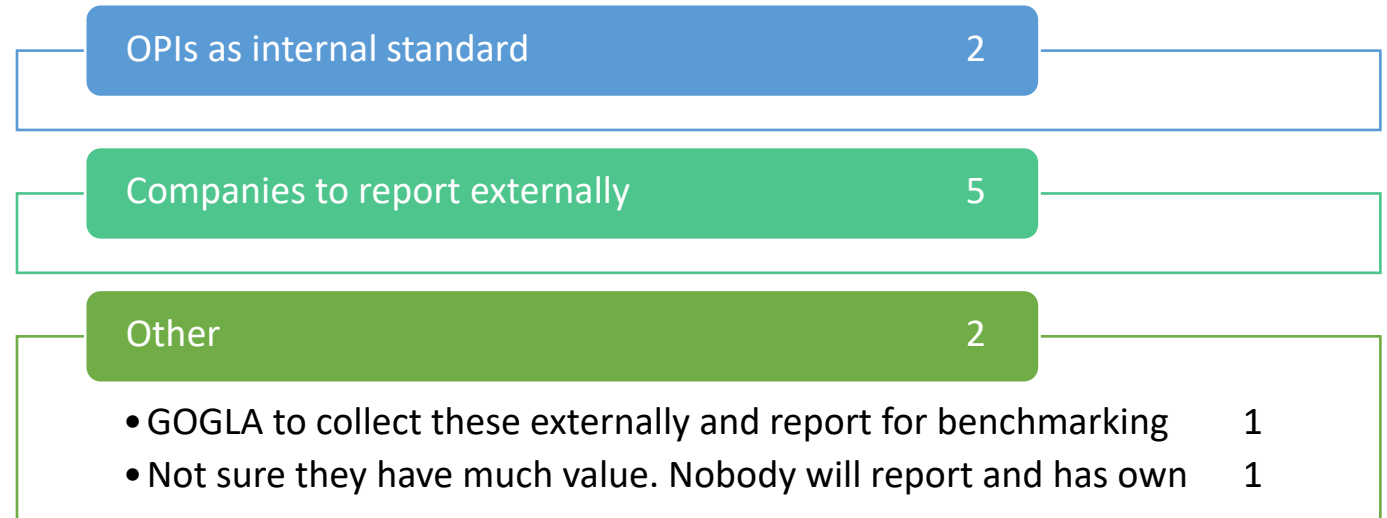 OPIs as internal standard 2
Companies to report externally 5
Other 2
•GOGLA to collect these externally and report for benchmarking 1
•Not sure they have much value. Nobody will report and has own 1